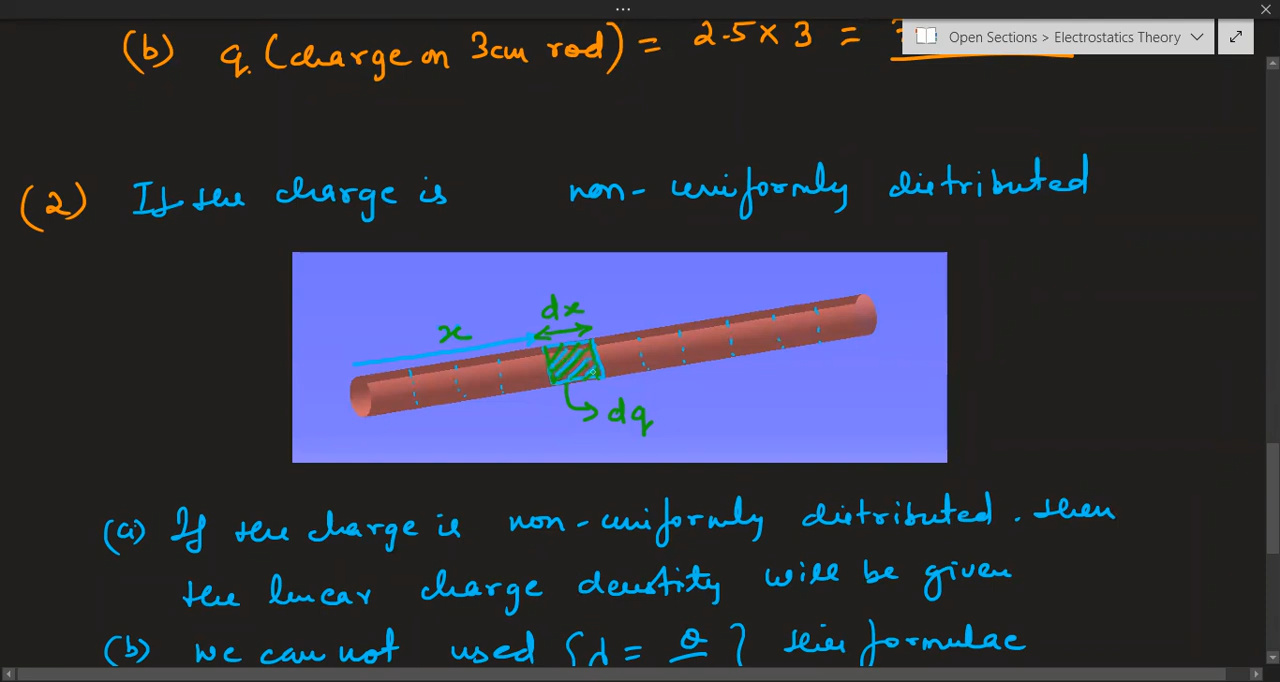 Open Sections > Electrostatics Theory
(b) q (charge on 3cm rod) = 2.5 × 3 =
(2) If the charge is non-uniformly distributed
dx
x
dq
(a) If the charge is non-uniformly distributed. then
the linear charge density will be given
(b) we can not used { λ = Q } this formulae